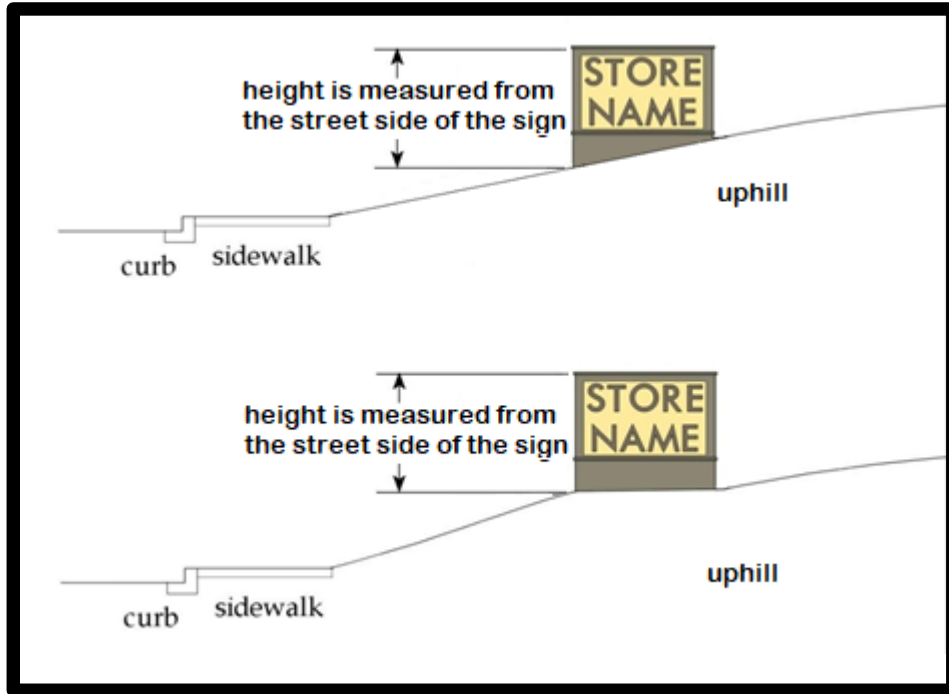 height is measured from
the street side of the sign
STORE
NAME
uphill
curb
sidewalk
height is measured from
the street side of the sign
STORE
NAME
uphill
curb
sidewalk